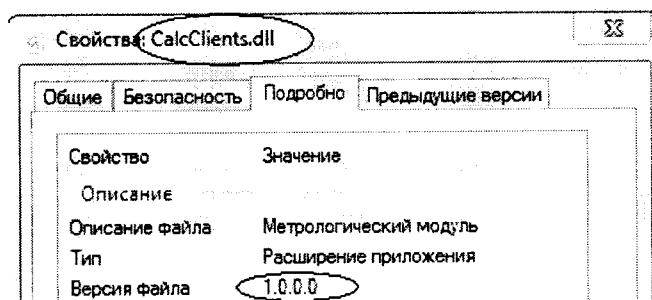 Свойства: CalcClients.dll
Общие Безопасность Подробно Предыдущие версии
Свойство Значение
Описание
Описание файла Метрологический модуль
Тип Расширение приложения
Версия файла 1.0.0.0